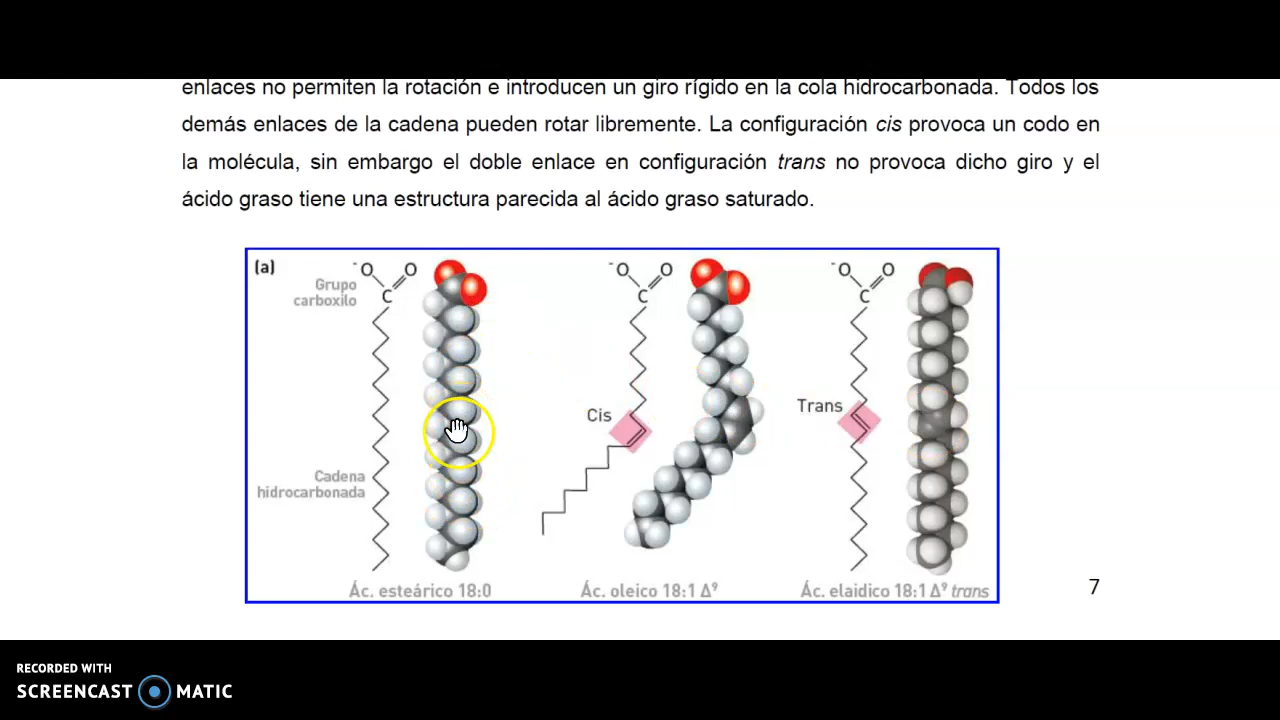 enlaces no permiten la rotación e introducen un giro rígido en la cola hidrocarbonada. Todos los
demás enlaces de la cadena pueden rotar libremente. La configuración cis provoca un codo en
la molécula, sin embargo el doble enlace en configuración trans no provoca dicho giro y el
ácido graso tiene una estructura parecida al ácido graso saturado.
(a)
Grupo
carboxilo
⁻O O
C
Cadena
hidrocarbonada
Ác. esteárico 18:0
⁻O O
C
Cis
Ác. oleico 18:1 Δ⁹
⁻O O
C
Trans
Ác. elaidico 18:1 Δ⁹ trans
7
RECORDED WITH
SCREENCAST MATIC